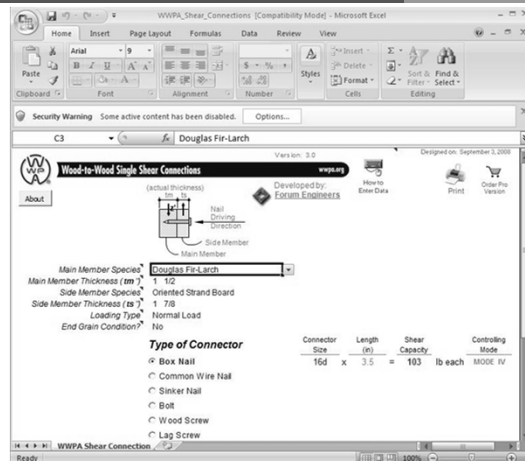 WWPA_Shear_Connections [Compatibility Mode] - Microsoft Excel
Home Insert Page Layout Formulas Data Review View
Paste
Arial 9
B I U A A
$ % ,
Styles
Insert
Delete
Format
Sort & Filter
Find & Select
Clipboard Font Alignment Number Cells Editing
Security Warning Some active content has been disabled. Options...
C3 fx Douglas Fir-Larch
Version: 3.0 Designed on: September 3, 2008
WWPA
Wood-to-Wood Single Shear Connections wwpa.org
About
(actual thickness)
tm ts
Nail
Driving
Direction
Side Member
Main Member
Developed by:
Forum Engineers
How to
Enter Data
Print
Order Pro
Version
Main Member Species Douglas Fir-Larch
Main Member Thickness (tm") 1 1/2
Side Member Species Oriented Strand Board
Side Member Thickness (ts") 1 7/8
Loading Type Normal Load
End Grain Condition? No
Type of Connector
Connector Size Length (in) Shear Capacity Controlling Mode
Box Nail 16d x 3.5 = 103 lb each MODE IV
Common Wire Nail
Sinker Nail
Bolt
Wood Screw
Lag Screw
WWPA Shear Connection
Ready 100%